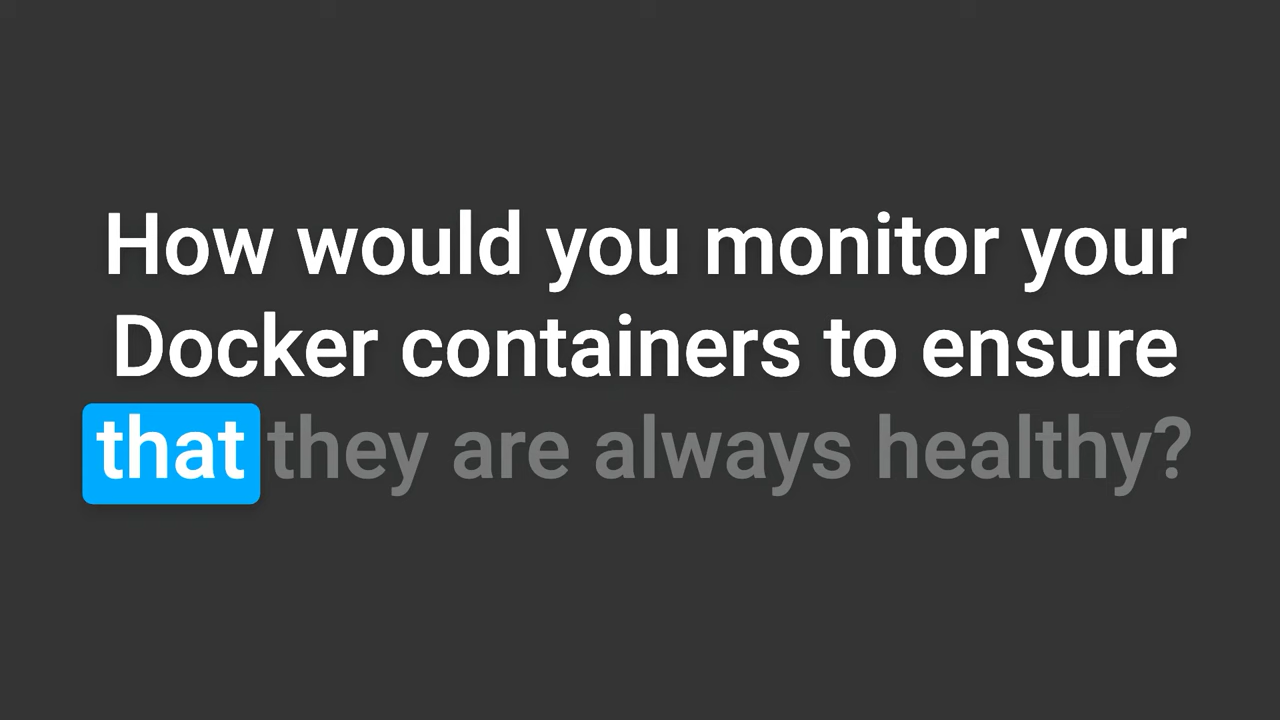 How would you monitor your
Docker containers to ensure
that they are always healthy?